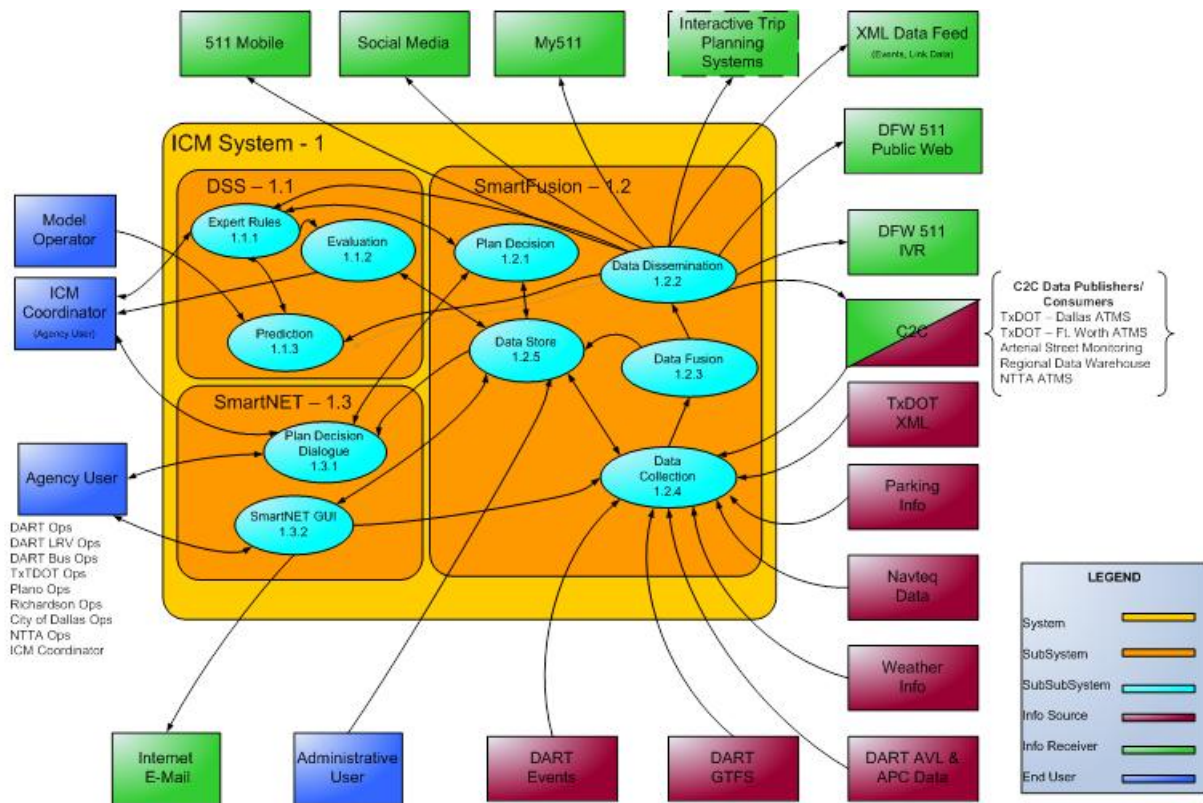 511 Mobile
Social Media
My511
Interactive Trip
Planning
Systems
XML Data Feed
(Events, Link Data)
DFW 511
Public Web
DFW 511
IVR
ICM System - 1
DSS – 1.1
Expert Rules
1.1.1
Evaluation
1.1.2
Prediction
1.1.3
SmartFusion – 1.2
Plan Decision
1.2.1
Data Dissemination
1.2.2
Data Store
1.2.5
Data Fusion
1.2.3
Data
Collection
1.2.4
SmartNET – 1.3
Plan Decision
Dialogue
1.3.1
SmartNET GUI
1.3.2
Model
Operator
ICM
Coordinator
(Agency User)
Agency User
DART Ops
DART LRV Ops
DART Bus Ops
TxTDOT Ops
Plano Ops
Richardson Ops
City of Dallas Ops
NTTA Ops
ICM Coordinator
C2C
C2C Data Publishers/
Consumers
TxDOT – Dallas ATMS
TxDOT – Ft. Worth ATMS
Arterial Street Monitoring
Regional Data Warehouse
NTTA ATMS
TxDOT
XML
Parking
Info
Navteq
Data
Weather
Info
Internet
E-Mail
Administrative
User
DART
Events
DART
GTFS
DART AVL &
APC Data
LEGEND
System
SubSystem
SubSubSystem
Info Source
Info Receiver
End User